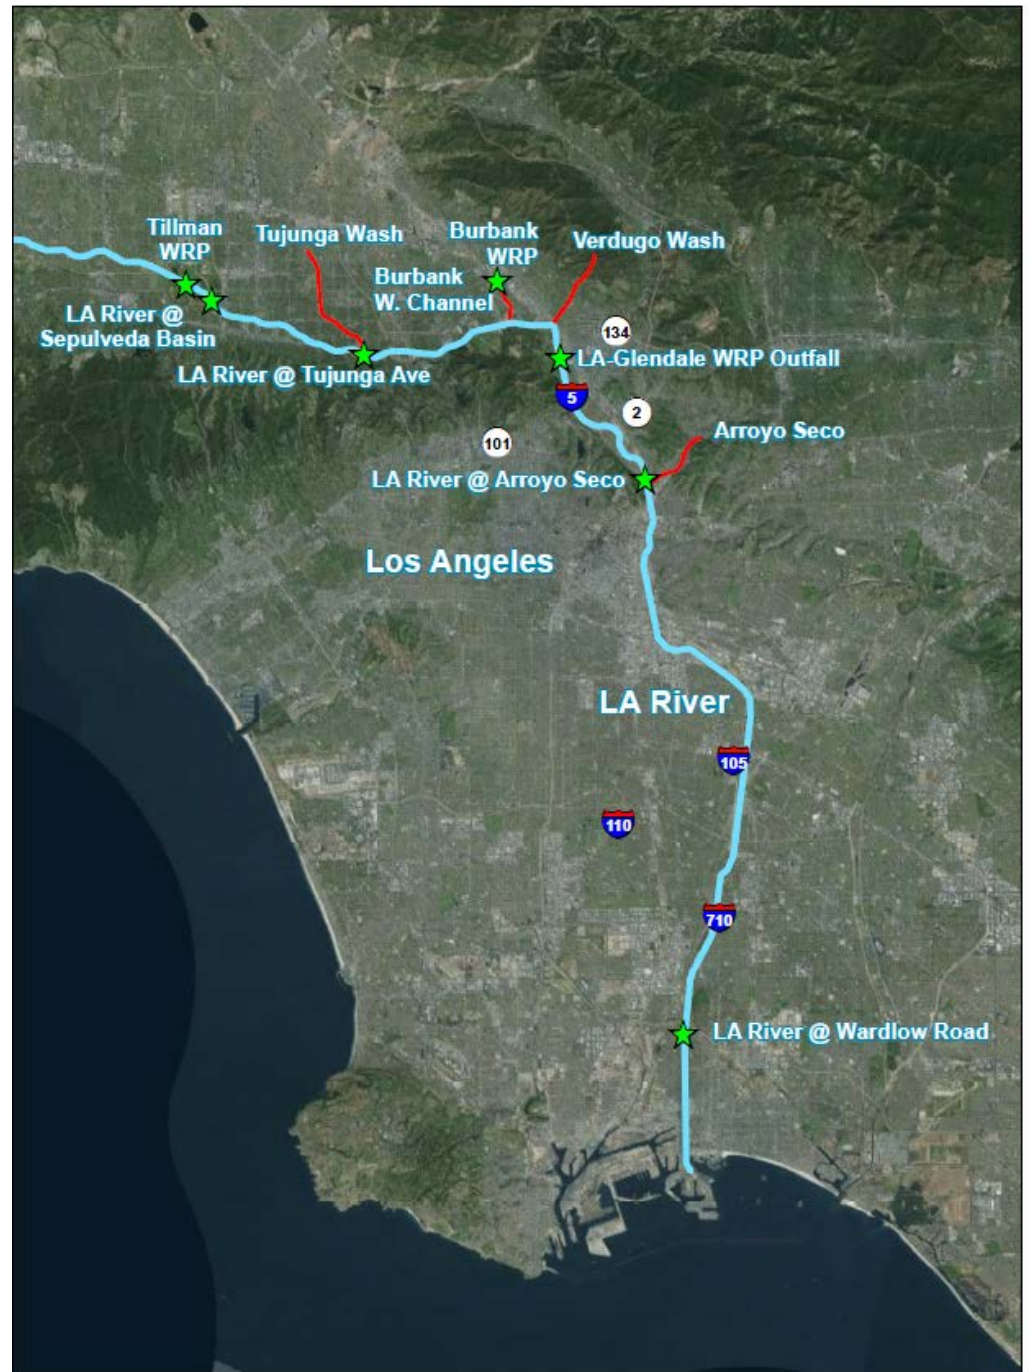 Tillman
WRP
Tujunga Wash
Burbank
WRP
Verdugo Wash
Burbank
W. Channel
LA River @
Sepulveda Basin
134
LA River @ Tujunga Ave
LA-Glendale WRP Outfall
5
2
101
Arroyo Seco
LA River @ Arroyo Seco
Los Angeles
LA River
105
110
710
LA River @ Wardlow Road